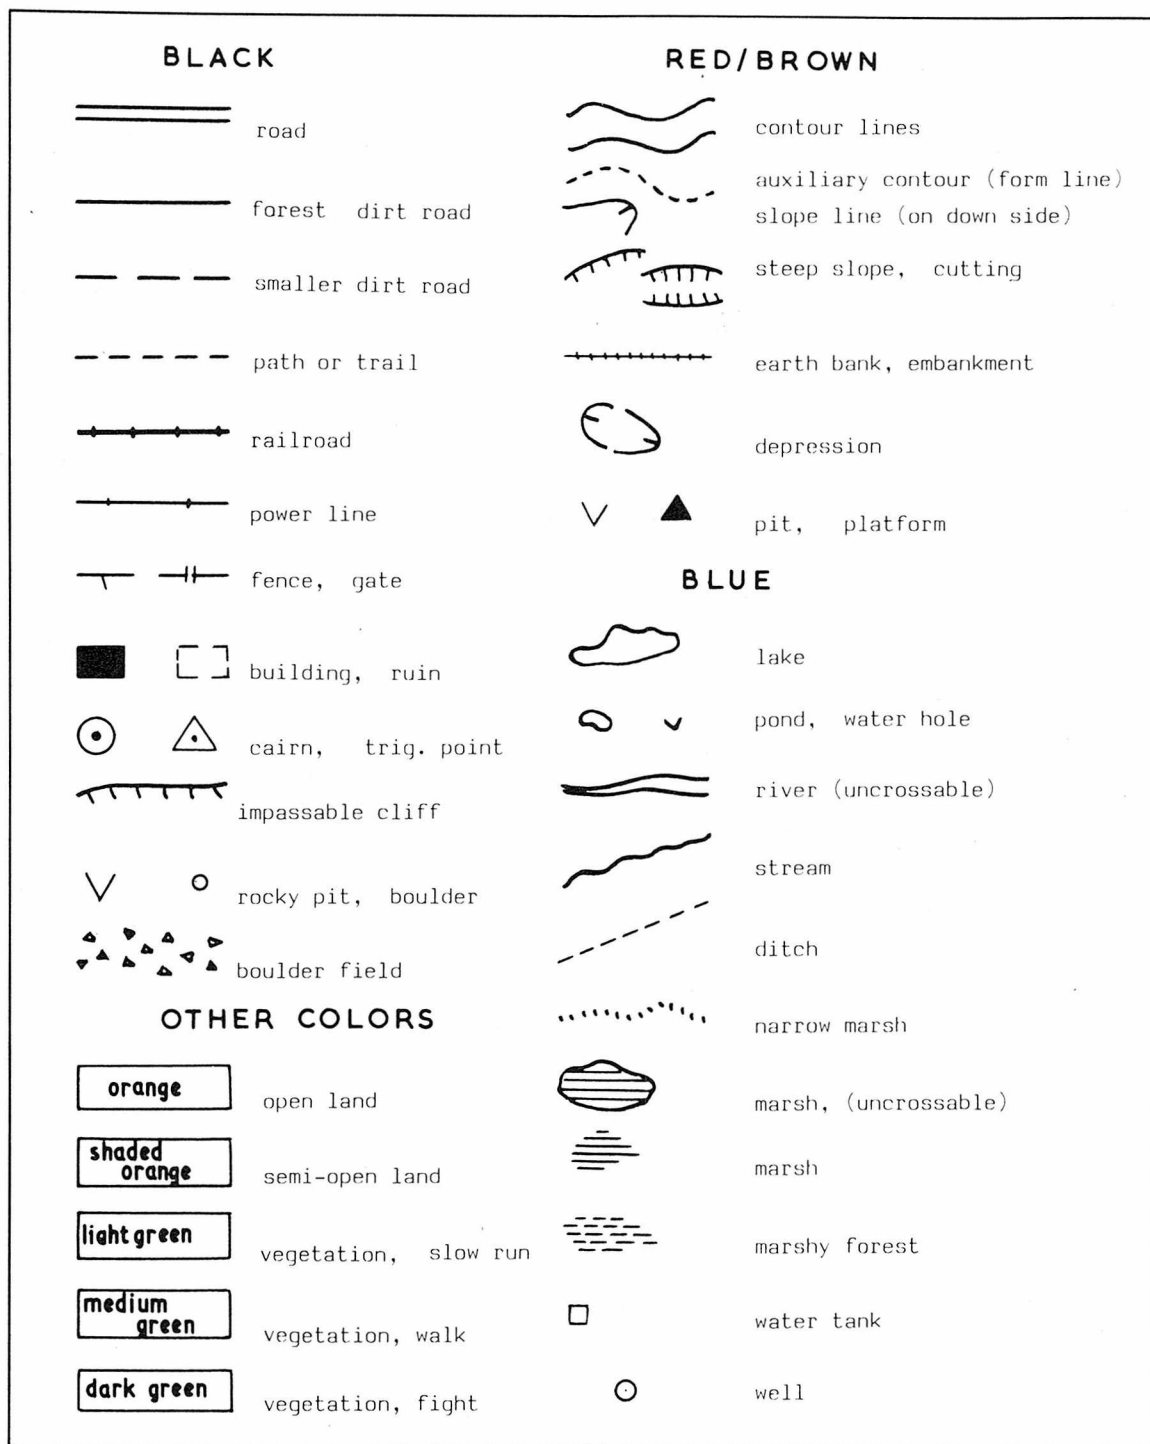 BLACK
road
forest dirt road
smaller dirt road
path or trail
railroad
power line
fence, gate
building, ruin
cairn, trig. point
impassable cliff
rocky pit, boulder
boulder field
OTHER COLORS
orange
open land
shaded
orange
semi-open land
light green
vegetation, slow run
medium
green
vegetation, walk
dark green
vegetation, fight
RED/BROWN
contour lines
auxiliary contour (form line)
slope line (on down side)
steep slope, cutting
earth bank, embankment
depression
pit, platform
BLUE
lake
pond, water hole
river (uncrossable)
stream
ditch
narrow marsh
marsh, (uncrossable)
marsh
marshy forest
water tank
well